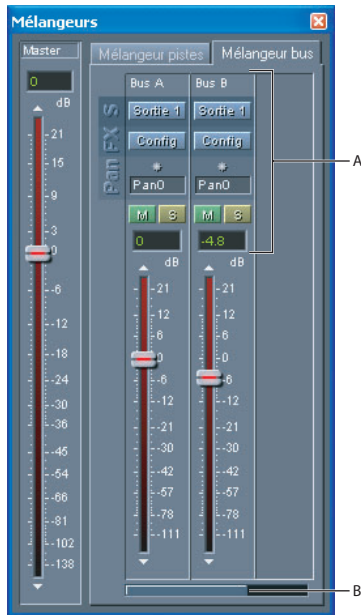 Mélangeurs
Master
Mélangeur pistes
Mélangeur bus
0
dB
21
15
9
3
0
-6
-12
-18
-24
-30
-36
-45
-54
-66
-81
-102
-138
Bus A
Bus B
S
FX
Pan
Sortie 1
Sortie 1
Config
Config
Pan0
Pan0
M
S
M
S
0
-4.8
dB
dB
21
12
6
0
-6
-12
-21
-30
-42
-57
-78
-111
21
12
6
0
-6
-12
-21
-30
-42
-57
-78
-111
A
B